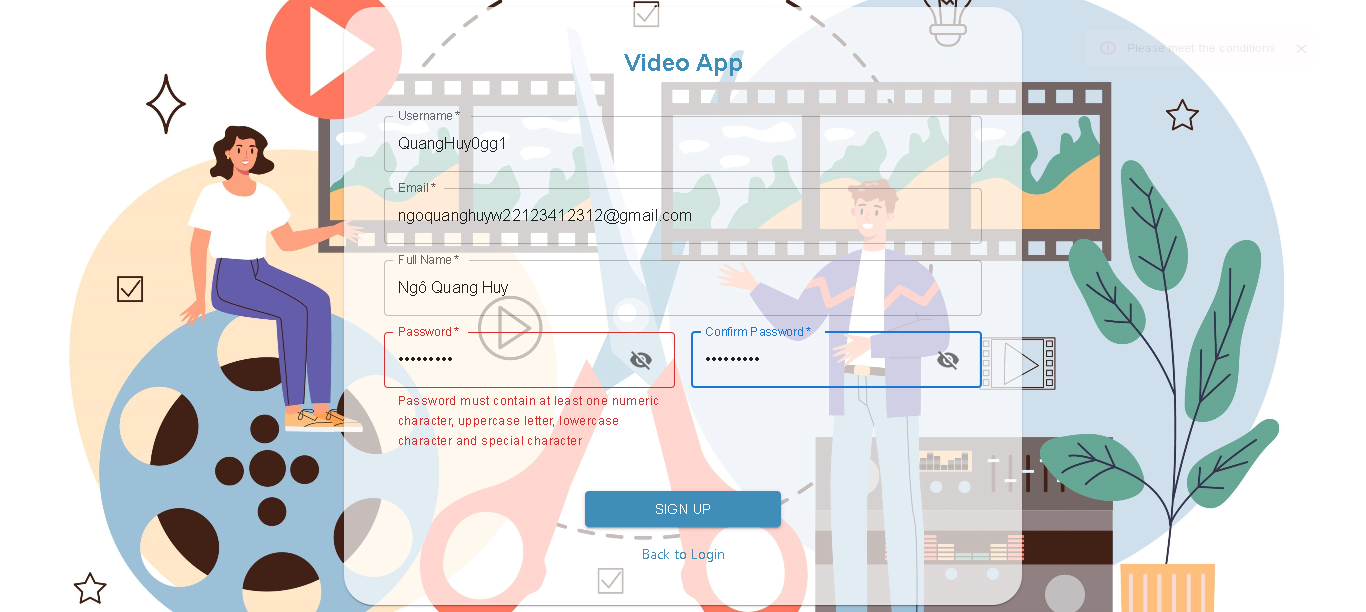 Please meet the conditions
Video App
Username *
QuangHuy0gg1
Email *
ngoquanghuyw22123412312@gmail.com
Full Name *
Ngô Quang Huy
Password *
•••••••••
Confirm Password *
•••••••••
Password must contain at least one numeric
character, uppercase letter, lowercase
character and special character
SIGN UP
Back to Login